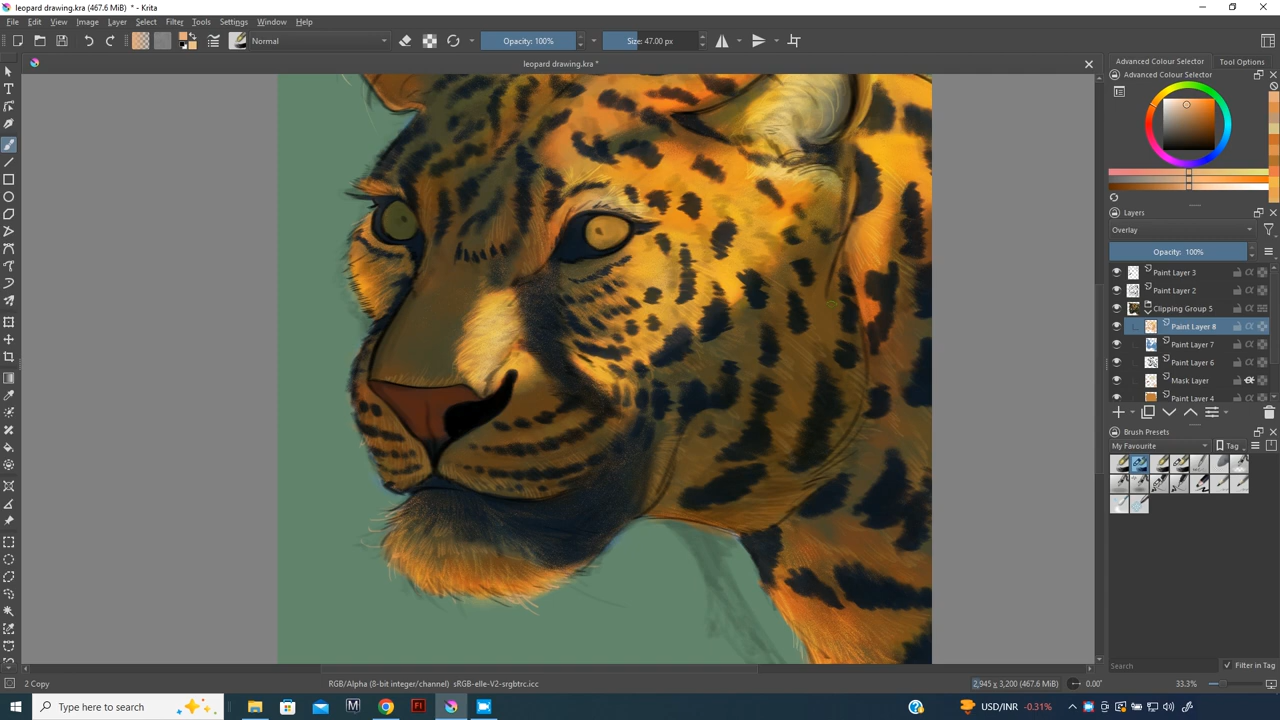 leopard drawing.kra (467.6 MiB) * - Krita
File Edit View Image Layer Select Filter Tools Settings Window Help
Normal Opacity: 100% Size: 47.00 px
leopard drawing.kra *
Advanced Colour Selector Tool Options
Advanced Colour Selector
Layers
Overlay
Opacity: 100%
Paint Layer 3
Paint Layer 2
Clipping Group 5
Paint Layer 8
Paint Layer 7
Paint Layer 6
Mask Layer
Paint Layer 4
Brush Presets
My Favourite Tag
Search Filter in Tag
2 Copy RGB/Alpha (8-bit integer/channel) sRGB-elle-V2-srgbtrc.icc 2,945 x 3,200 (467.6 MiB) 0.00° 33.3%
Type here to search USD/INR -0.31%